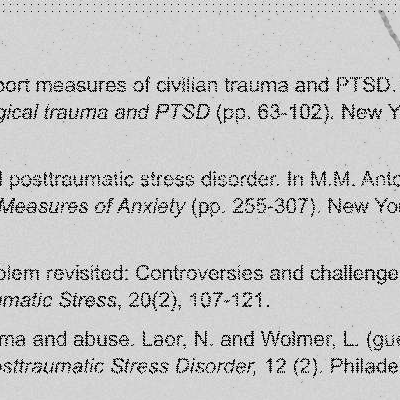 port measures of civilian trauma and PTSD.
gical trauma and PTSD (pp. 63-102). New Y
posttraumatic stress disorder. In M.M. Anto
Measures of Anxiety (pp. 255-307). New Yor
blem revisited: Controversies and challenge
umatic Stress, 20(2), 107-121.
ma and abuse. Laor, N. and Wolmer, L. (gue
osttraumatic Stress Disorder, 12 (2). Philade